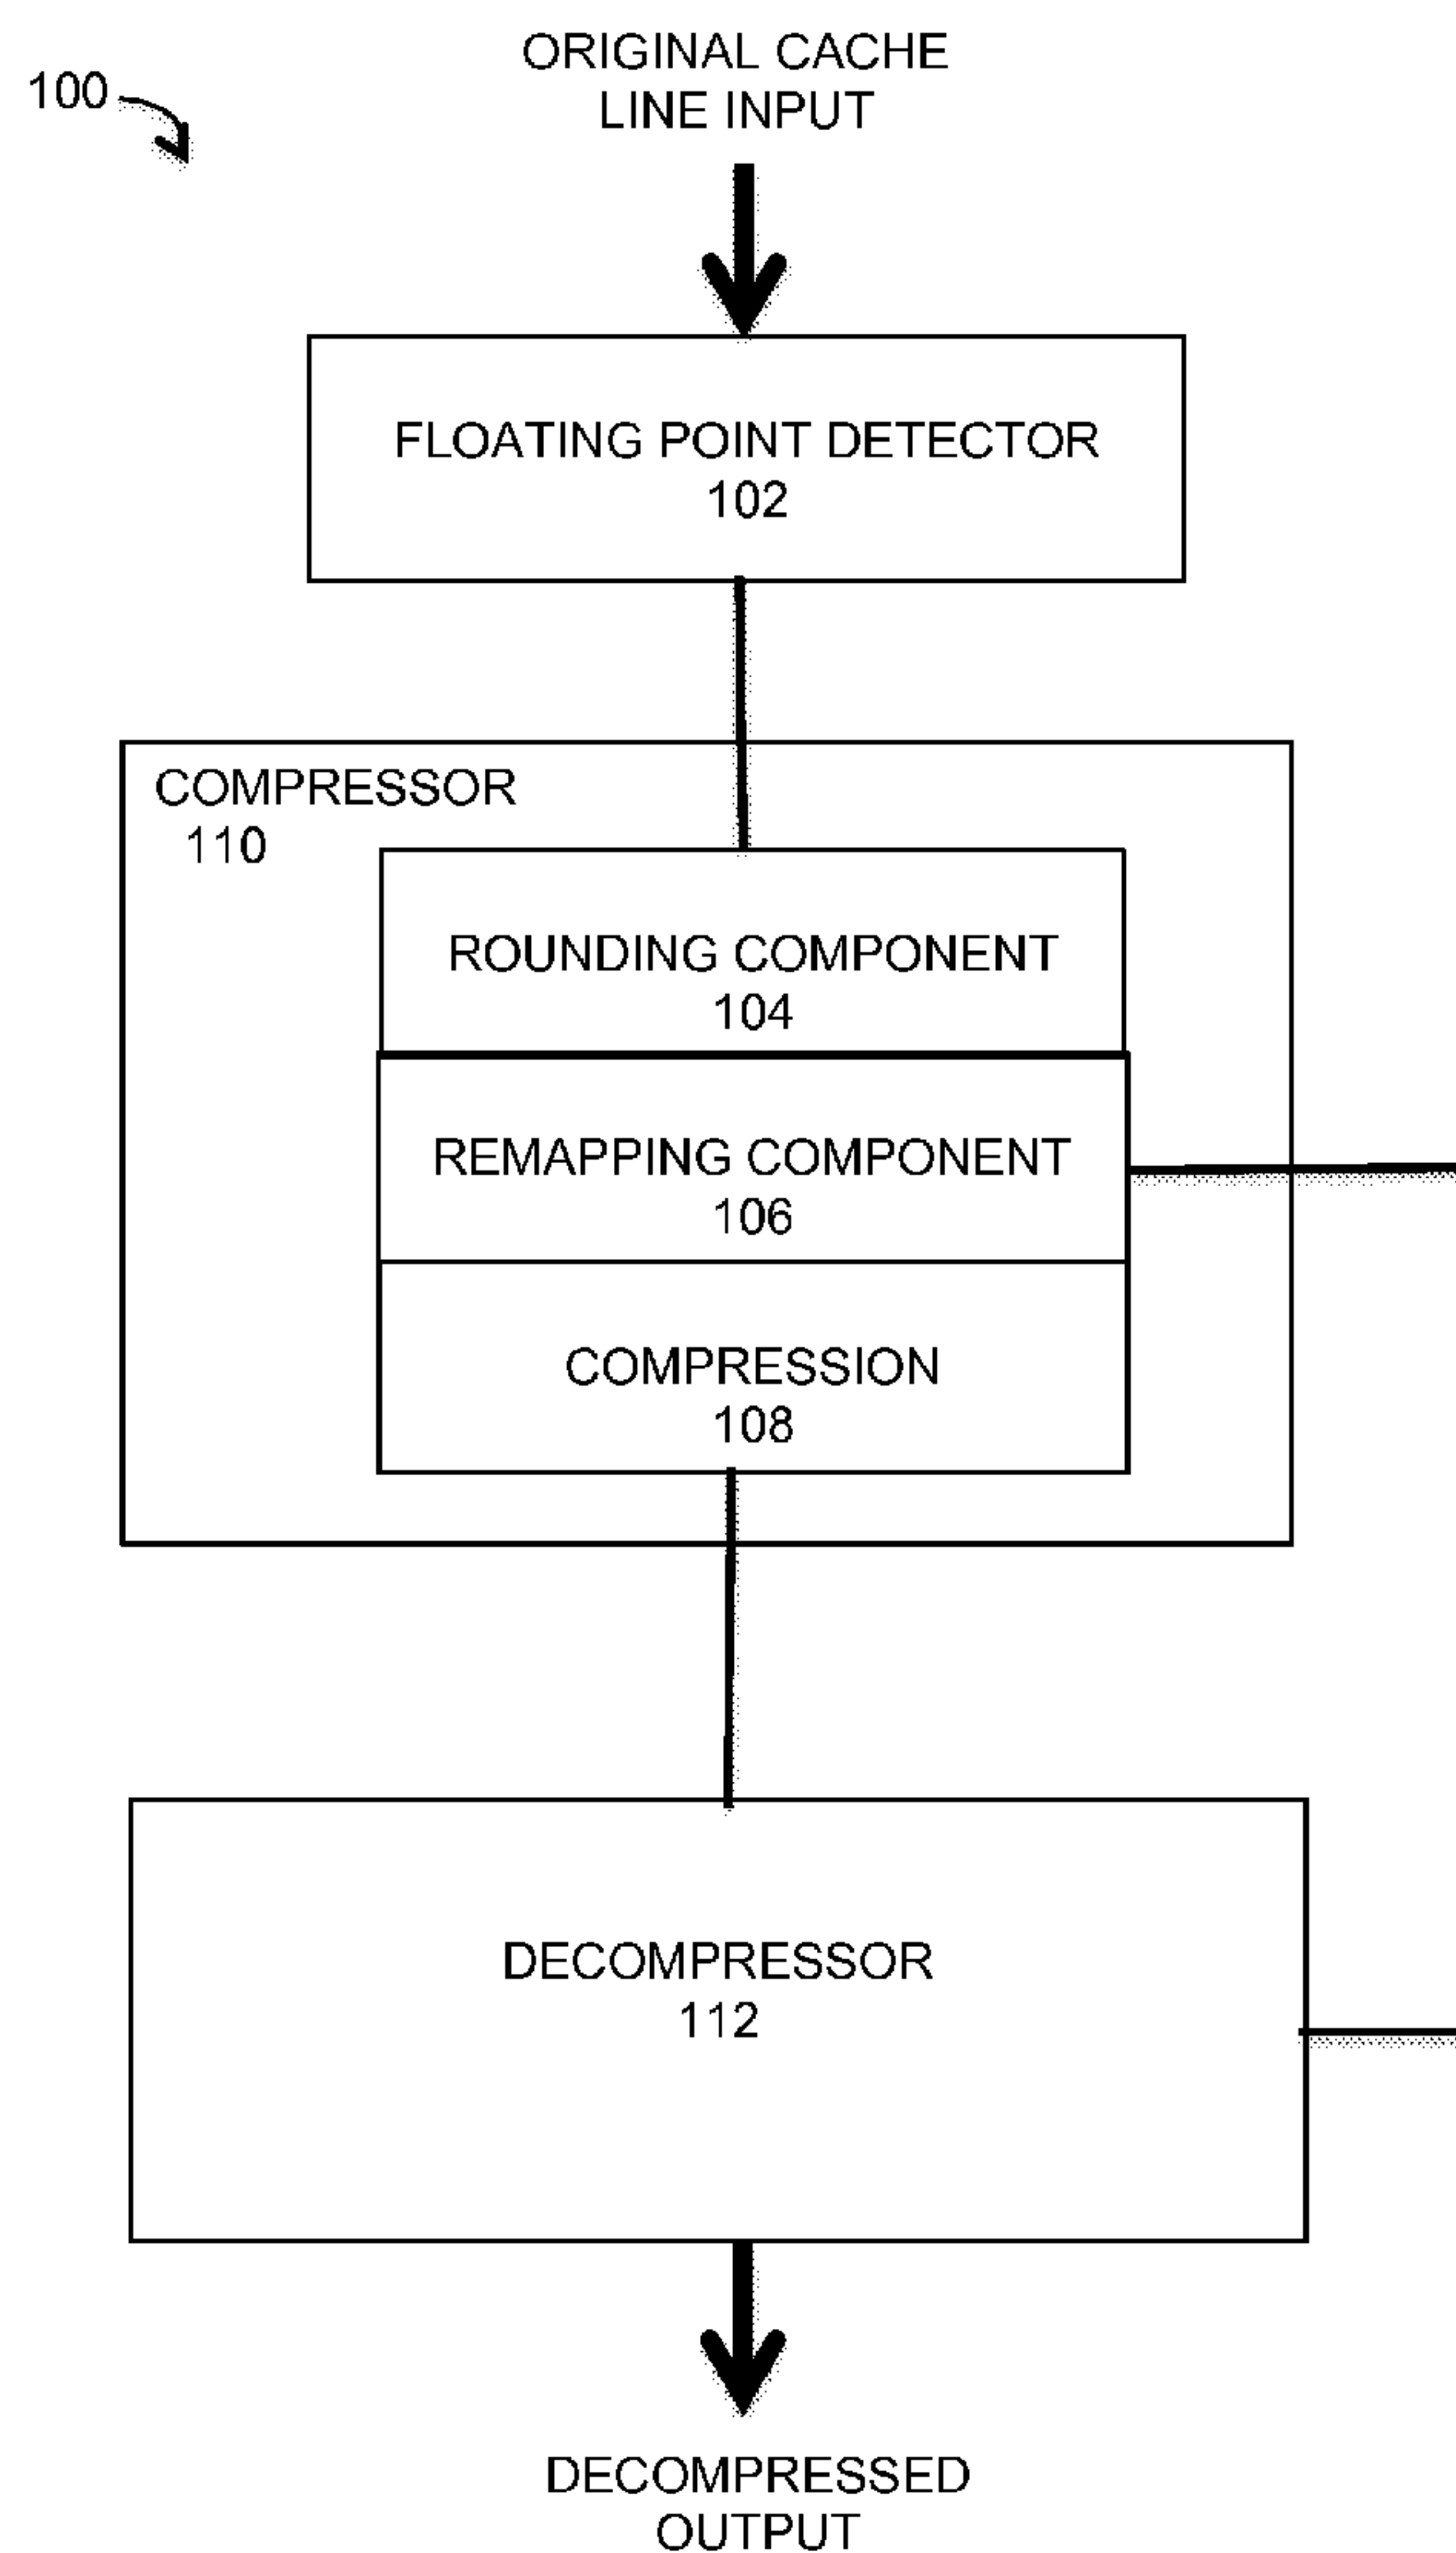 ORIGINAL CACHE
LINE INPUT
100
FLOATING POINT DETECTOR
102
COMPRESSOR
110
ROUNDING COMPONENT
104
REMAPPING COMPONENT
106
COMPRESSION
108
DECOMPRESSOR
112
DECOMPRESSED
OUTPUT